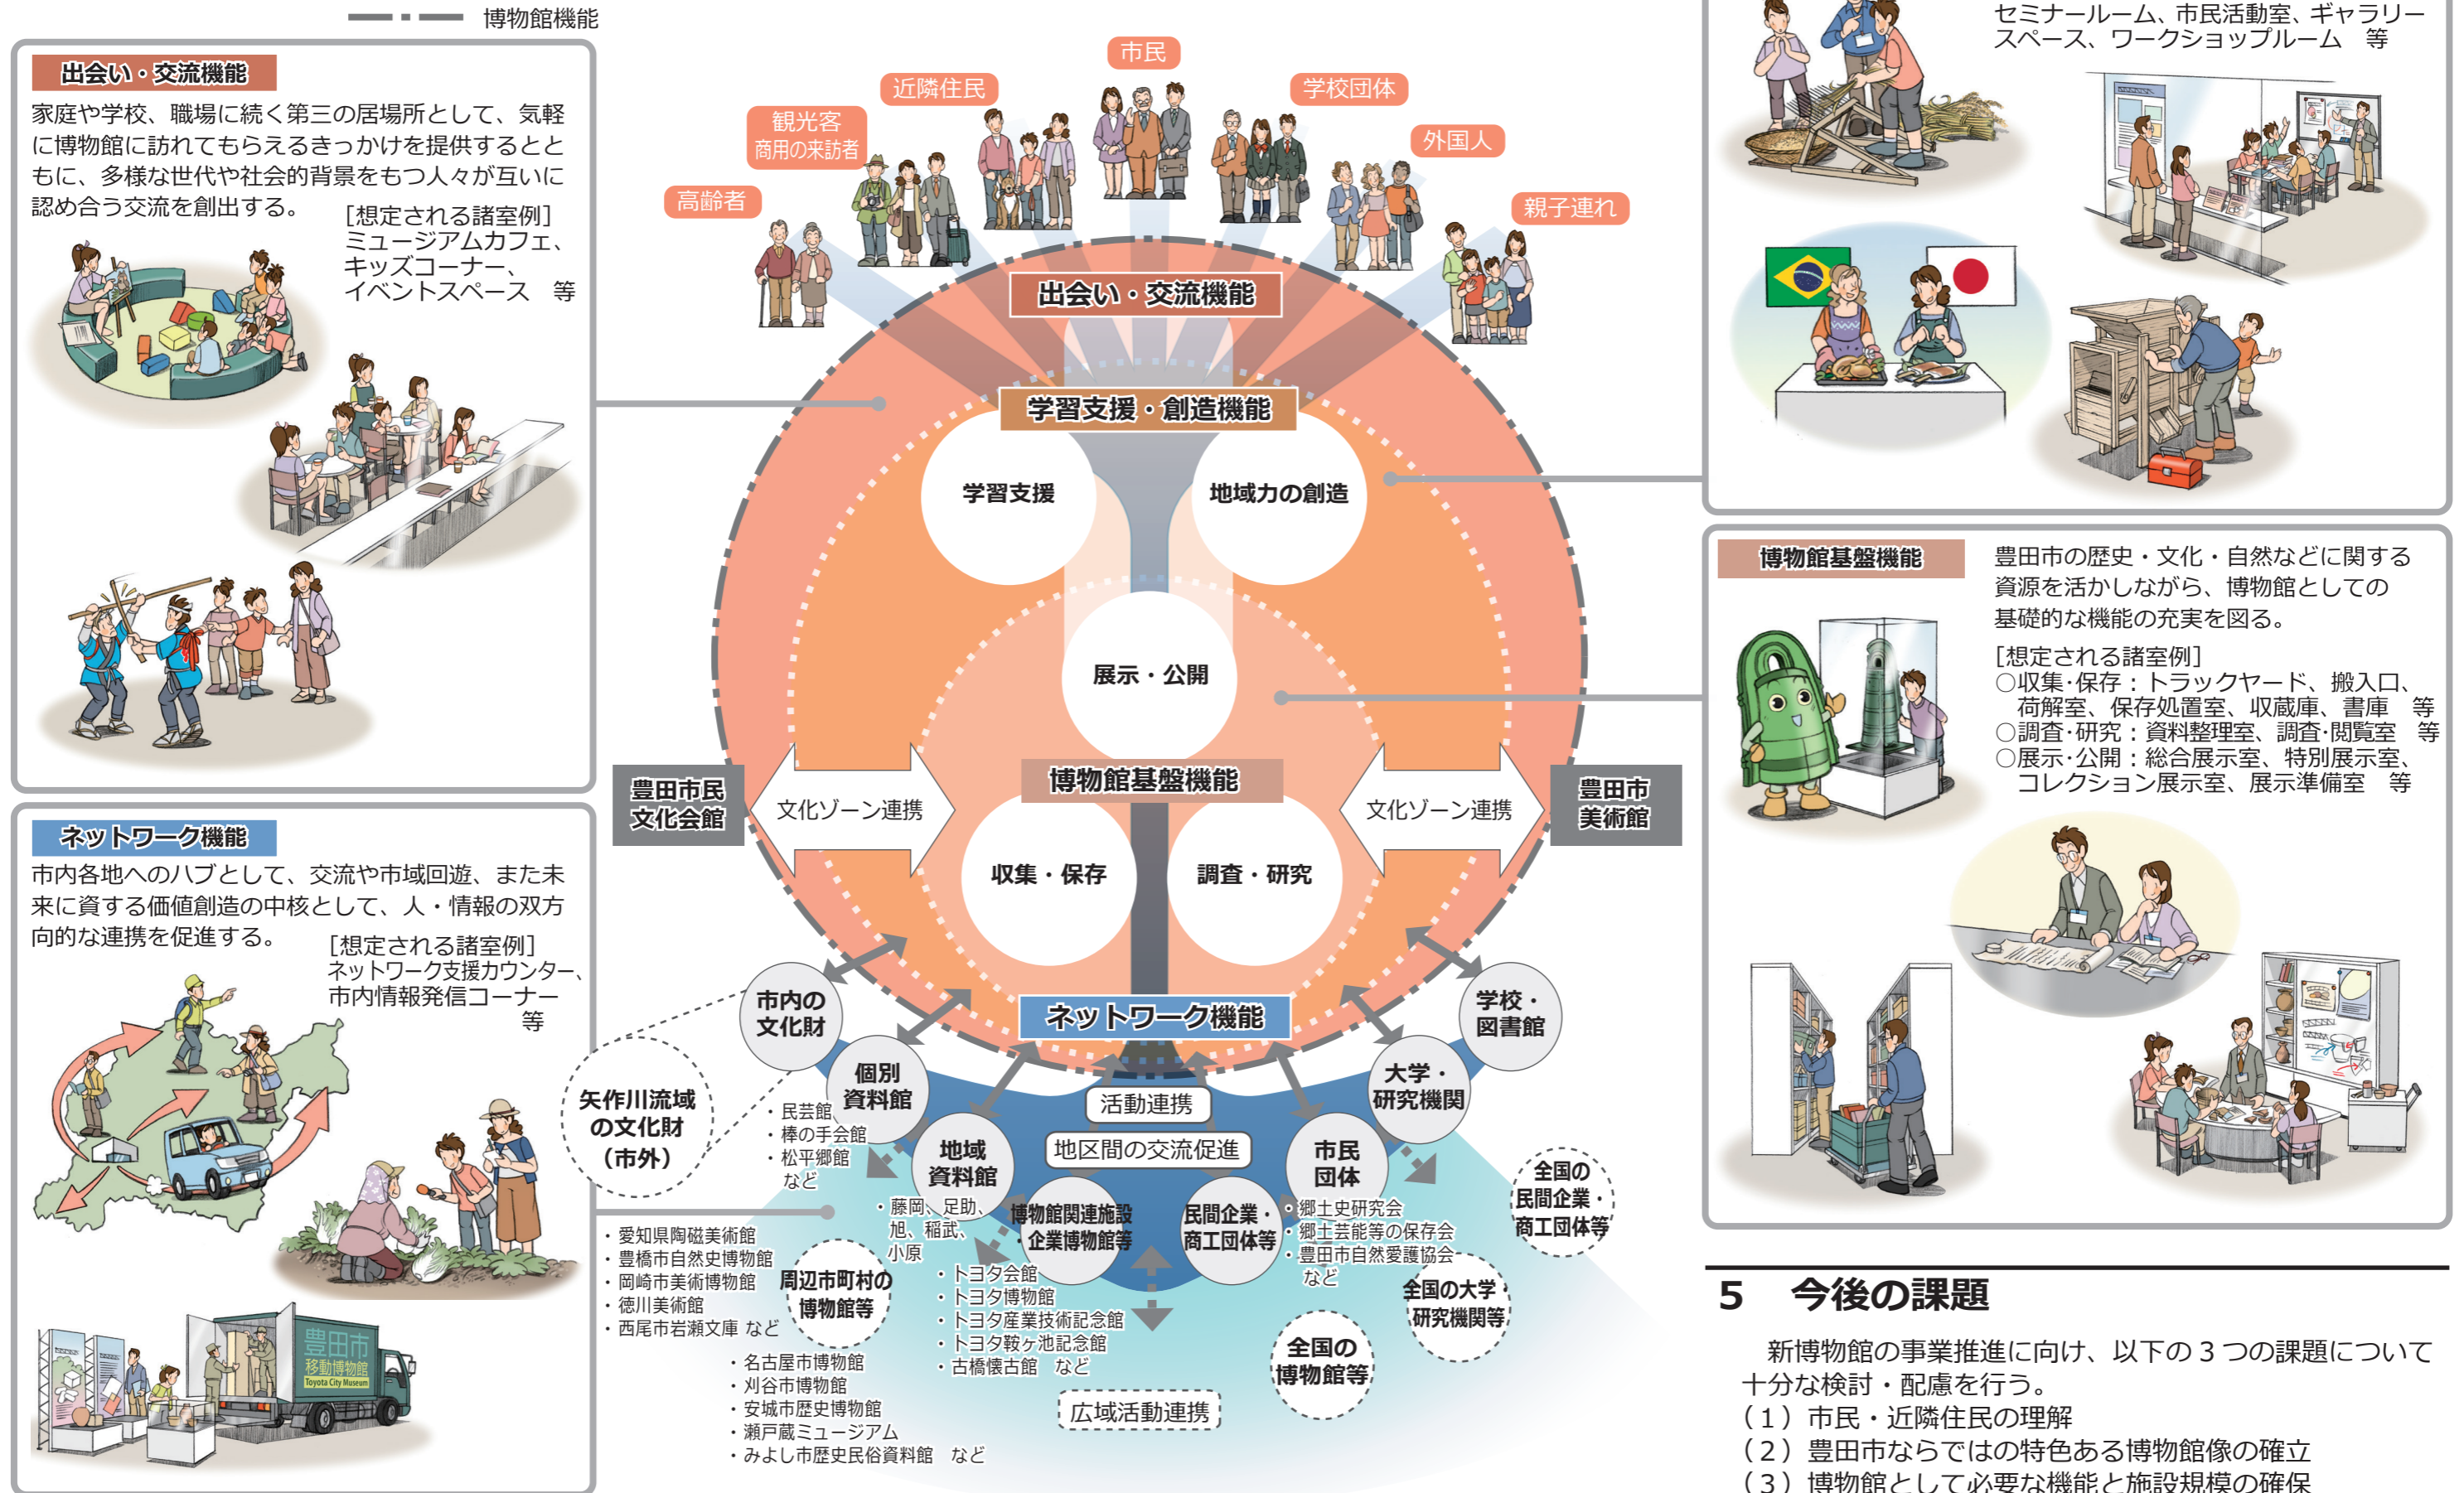 博物館機能
出会い・交流機能
家庭や学校、職場に続く第三の居場所として、気軽
に博物館に訪れてもらえるきっかけを提供するとと
もに、多様な世代や社会的背景をもつ人々が互いに
認め合う交流を創出する。
［想定される諸室例］
ミュージアムカフェ、
キッズコーナー、
イベントスペース　等
ネットワーク機能
市内各地へのハブとして、交流や市域回遊、また未
来に資する価値創造の中核として、人・情報の双方
向的な連携を促進する。
［想定される諸室例］
ネットワーク支援カウンター、
市内情報発信コーナー
等
豊田市
移動博物館
Toyota City Museum
高齢者
観光客
商用の来訪者
近隣住民
市民
学校団体
外国人
親子連れ
出会い・交流機能
学習支援・創造機能
学習支援
地域力の創造
展示・公開
博物館基盤機能
豊田市民
文化会館
文化ゾーン連携
文化ゾーン連携
豊田市
美術館
収集・保存
調査・研究
ネットワーク機能
市内の
文化財
学校・
図書館
個別
資料館
・民芸館
・棒の手会館
・松平郷館
など
大学・
研究機関
矢作川流域
の文化財
（市外）
活動連携
地区間の交流促進
地域
資料館
・藤岡、足助、
旭、稲武、
小原
市民
団体
・郷土史研究会
・郷土芸能等の保存会
・豊田市自然愛護協会
など
博物館関連施設
・企業博物館等
・トヨタ会館
・トヨタ博物館
・トヨタ産業技術記念館
・トヨタ鞍ヶ池記念館
・古橋懐古館　など
民間企業・
商工団体等
全国の
民間企業・
商工団体等
・愛知県陶磁美術館
・豊橋市自然史博物館
・岡崎市美術博物館
・徳川美術館
・西尾市岩瀬文庫 など
周辺市町村の
博物館等
・名古屋市博物館
・刈谷市博物館
・安城市歴史博物館
・瀬戸蔵ミュージアム
・みよし市歴史民俗資料館　など
全国の大学・
研究機関等
全国の
博物館等
広域活動連携
セミナールーム、市民活動室、ギャラリー
スペース、ワークショップルーム　等
博物館基盤機能
豊田市の歴史・文化・自然などに関する
資源を活かしながら、博物館としての
基礎的な機能の充実を図る。
［想定される諸室例］
○収集・保存：トラックヤード、搬入口、
荷解室、保存処置室、収蔵庫、書庫　等
○調査・研究：資料整理室、調査・閲覧室　等
○展示・公開：総合展示室、特別展示室、
コレクション展示室、展示準備室　等
5　今後の課題
新博物館の事業推進に向け、以下の３つの課題について
十分な検討・配慮を行う。
（１）市民・近隣住民の理解
（２）豊田市ならではの特色ある博物館像の確立
（３）博物館として必要な機能と施設規模の確保